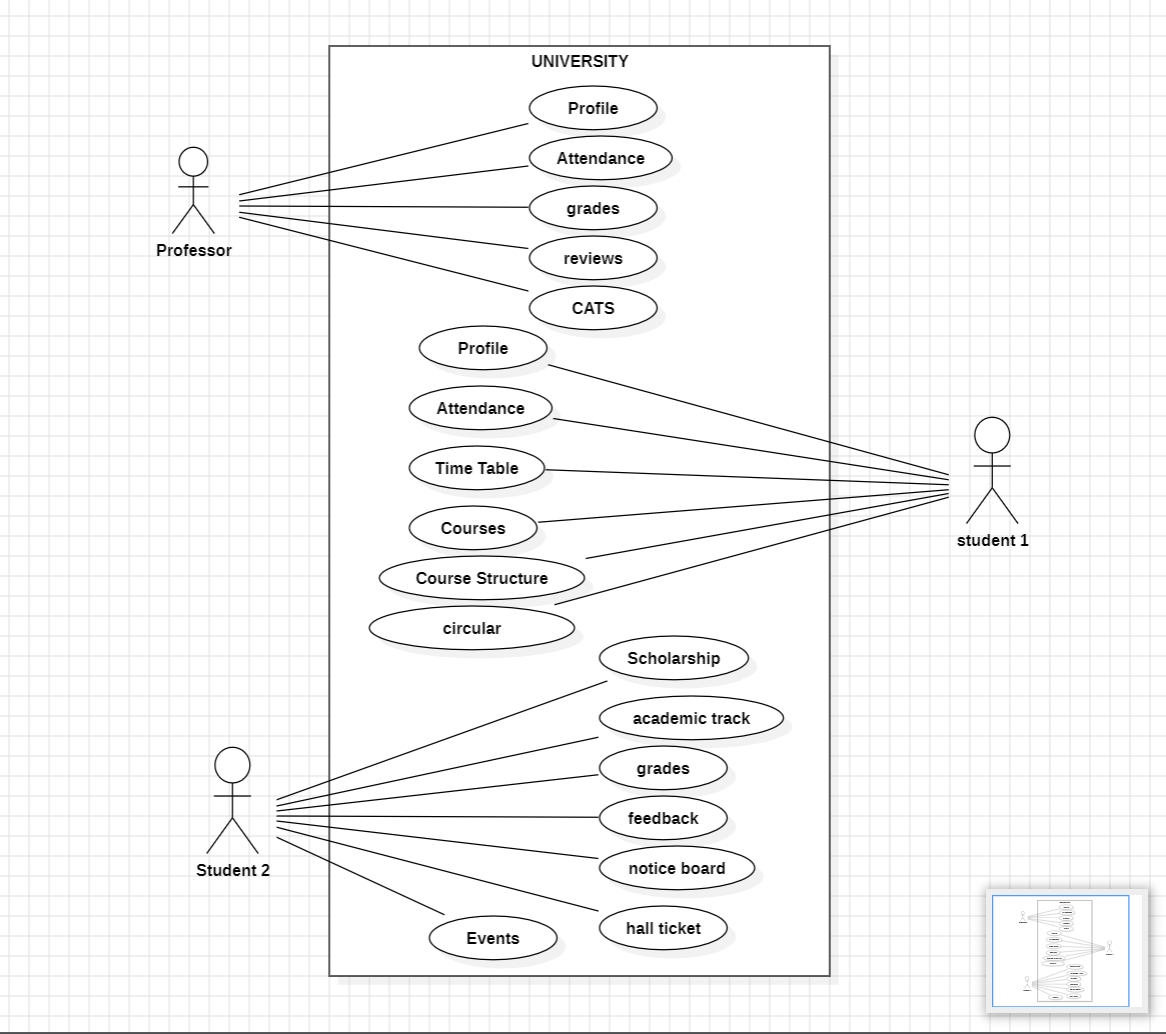 UNIVERSITY
Profile
Attendance
grades
reviews
CATS
Professor
Profile
Attendance
Time Table
Courses
Course Structure
circular
student 1
Scholarship
academic track
grades
feedback
notice board
hall ticket
Events
Student 2